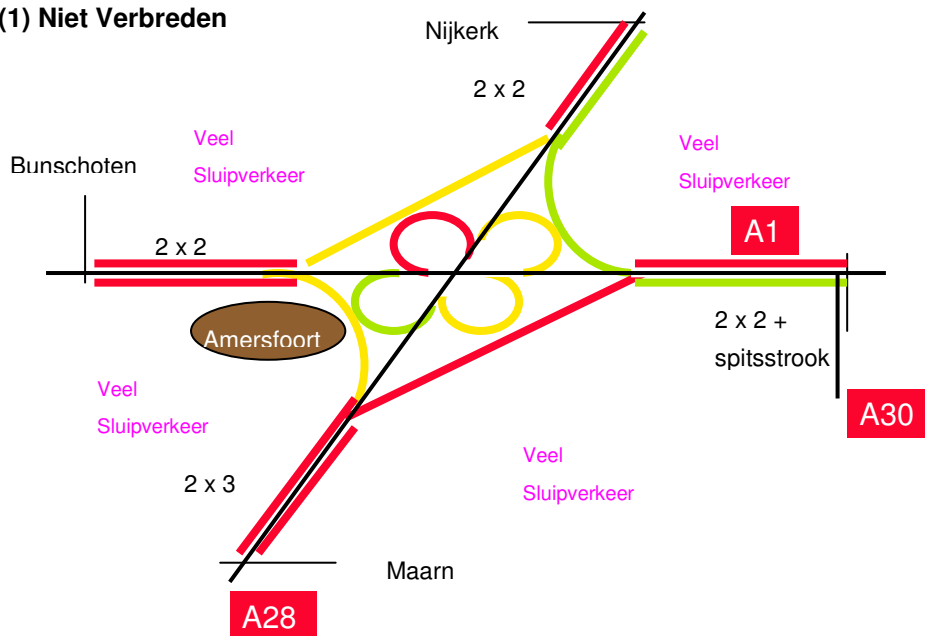 (1) Niet Verbreden
Nijkerk
2 x 2
Veel
Sluipverkeer
Veel
Sluipverkeer
Bunschoten
2 x 2
A1
Amersfoort
2 x 2 +
spitsstrook
Veel
Sluipverkeer
A30
Veel
Sluipverkeer
2 x 3
Maarn
A28